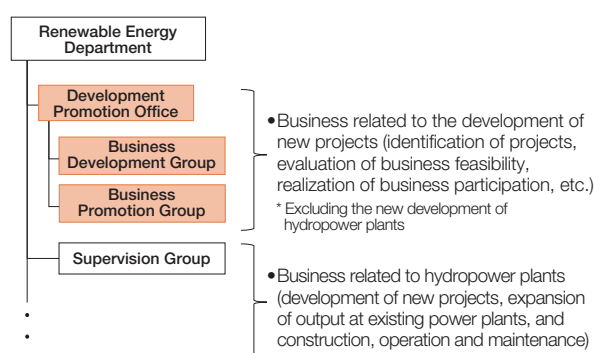 Renewable Energy
Department
Development
Promotion Office
Business
Development Group
Business
Promotion Group
Supervision Group
•Business related to the development of
new projects (identification of projects,
evaluation of business feasibility,
realization of business participation, etc.)
* Excluding the new development of
hydropower plants
•Business related to hydropower plants
(development of new projects, expansion
of output at existing power plants, and
construction, operation and maintenance)